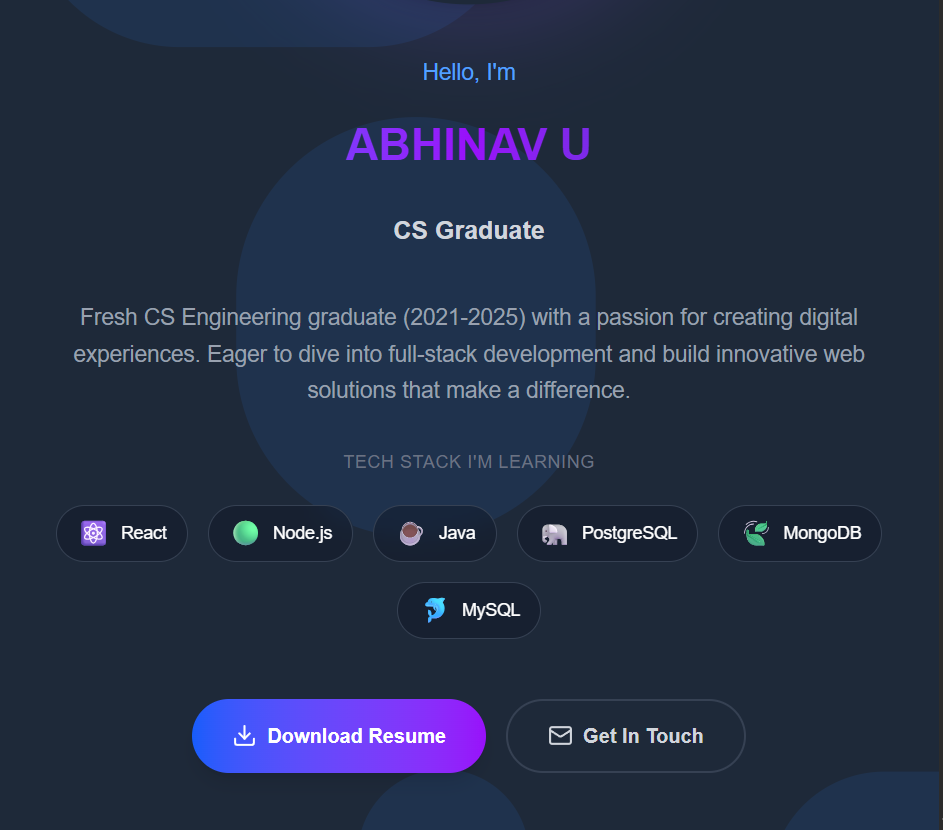 Hello, I'm
ABHINAV U
CS Graduate
Fresh CS Engineering graduate (2021-2025) with a passion for creating digital
experiences. Eager to dive into full-stack development and build innovative web
solutions that make a difference.
TECH STACK I'M LEARNING
React Node.js Java PostgreSQL MongoDB
MySQL
Download Resume Get In Touch